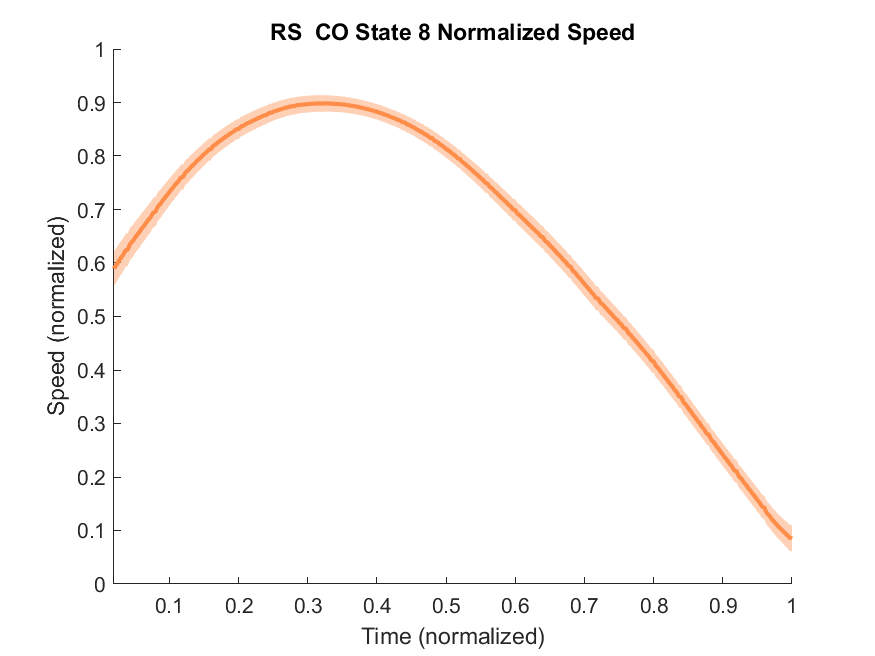 RS  CO State 8 Normalized Speed
1
0.9
0.8
0.7
0.6
0.5
0.4
0.3
0.2
0.1
0
Speed (normalized)
0.1 0.2 0.3 0.4 0.5 0.6 0.7 0.8 0.9 1
Time (normalized)